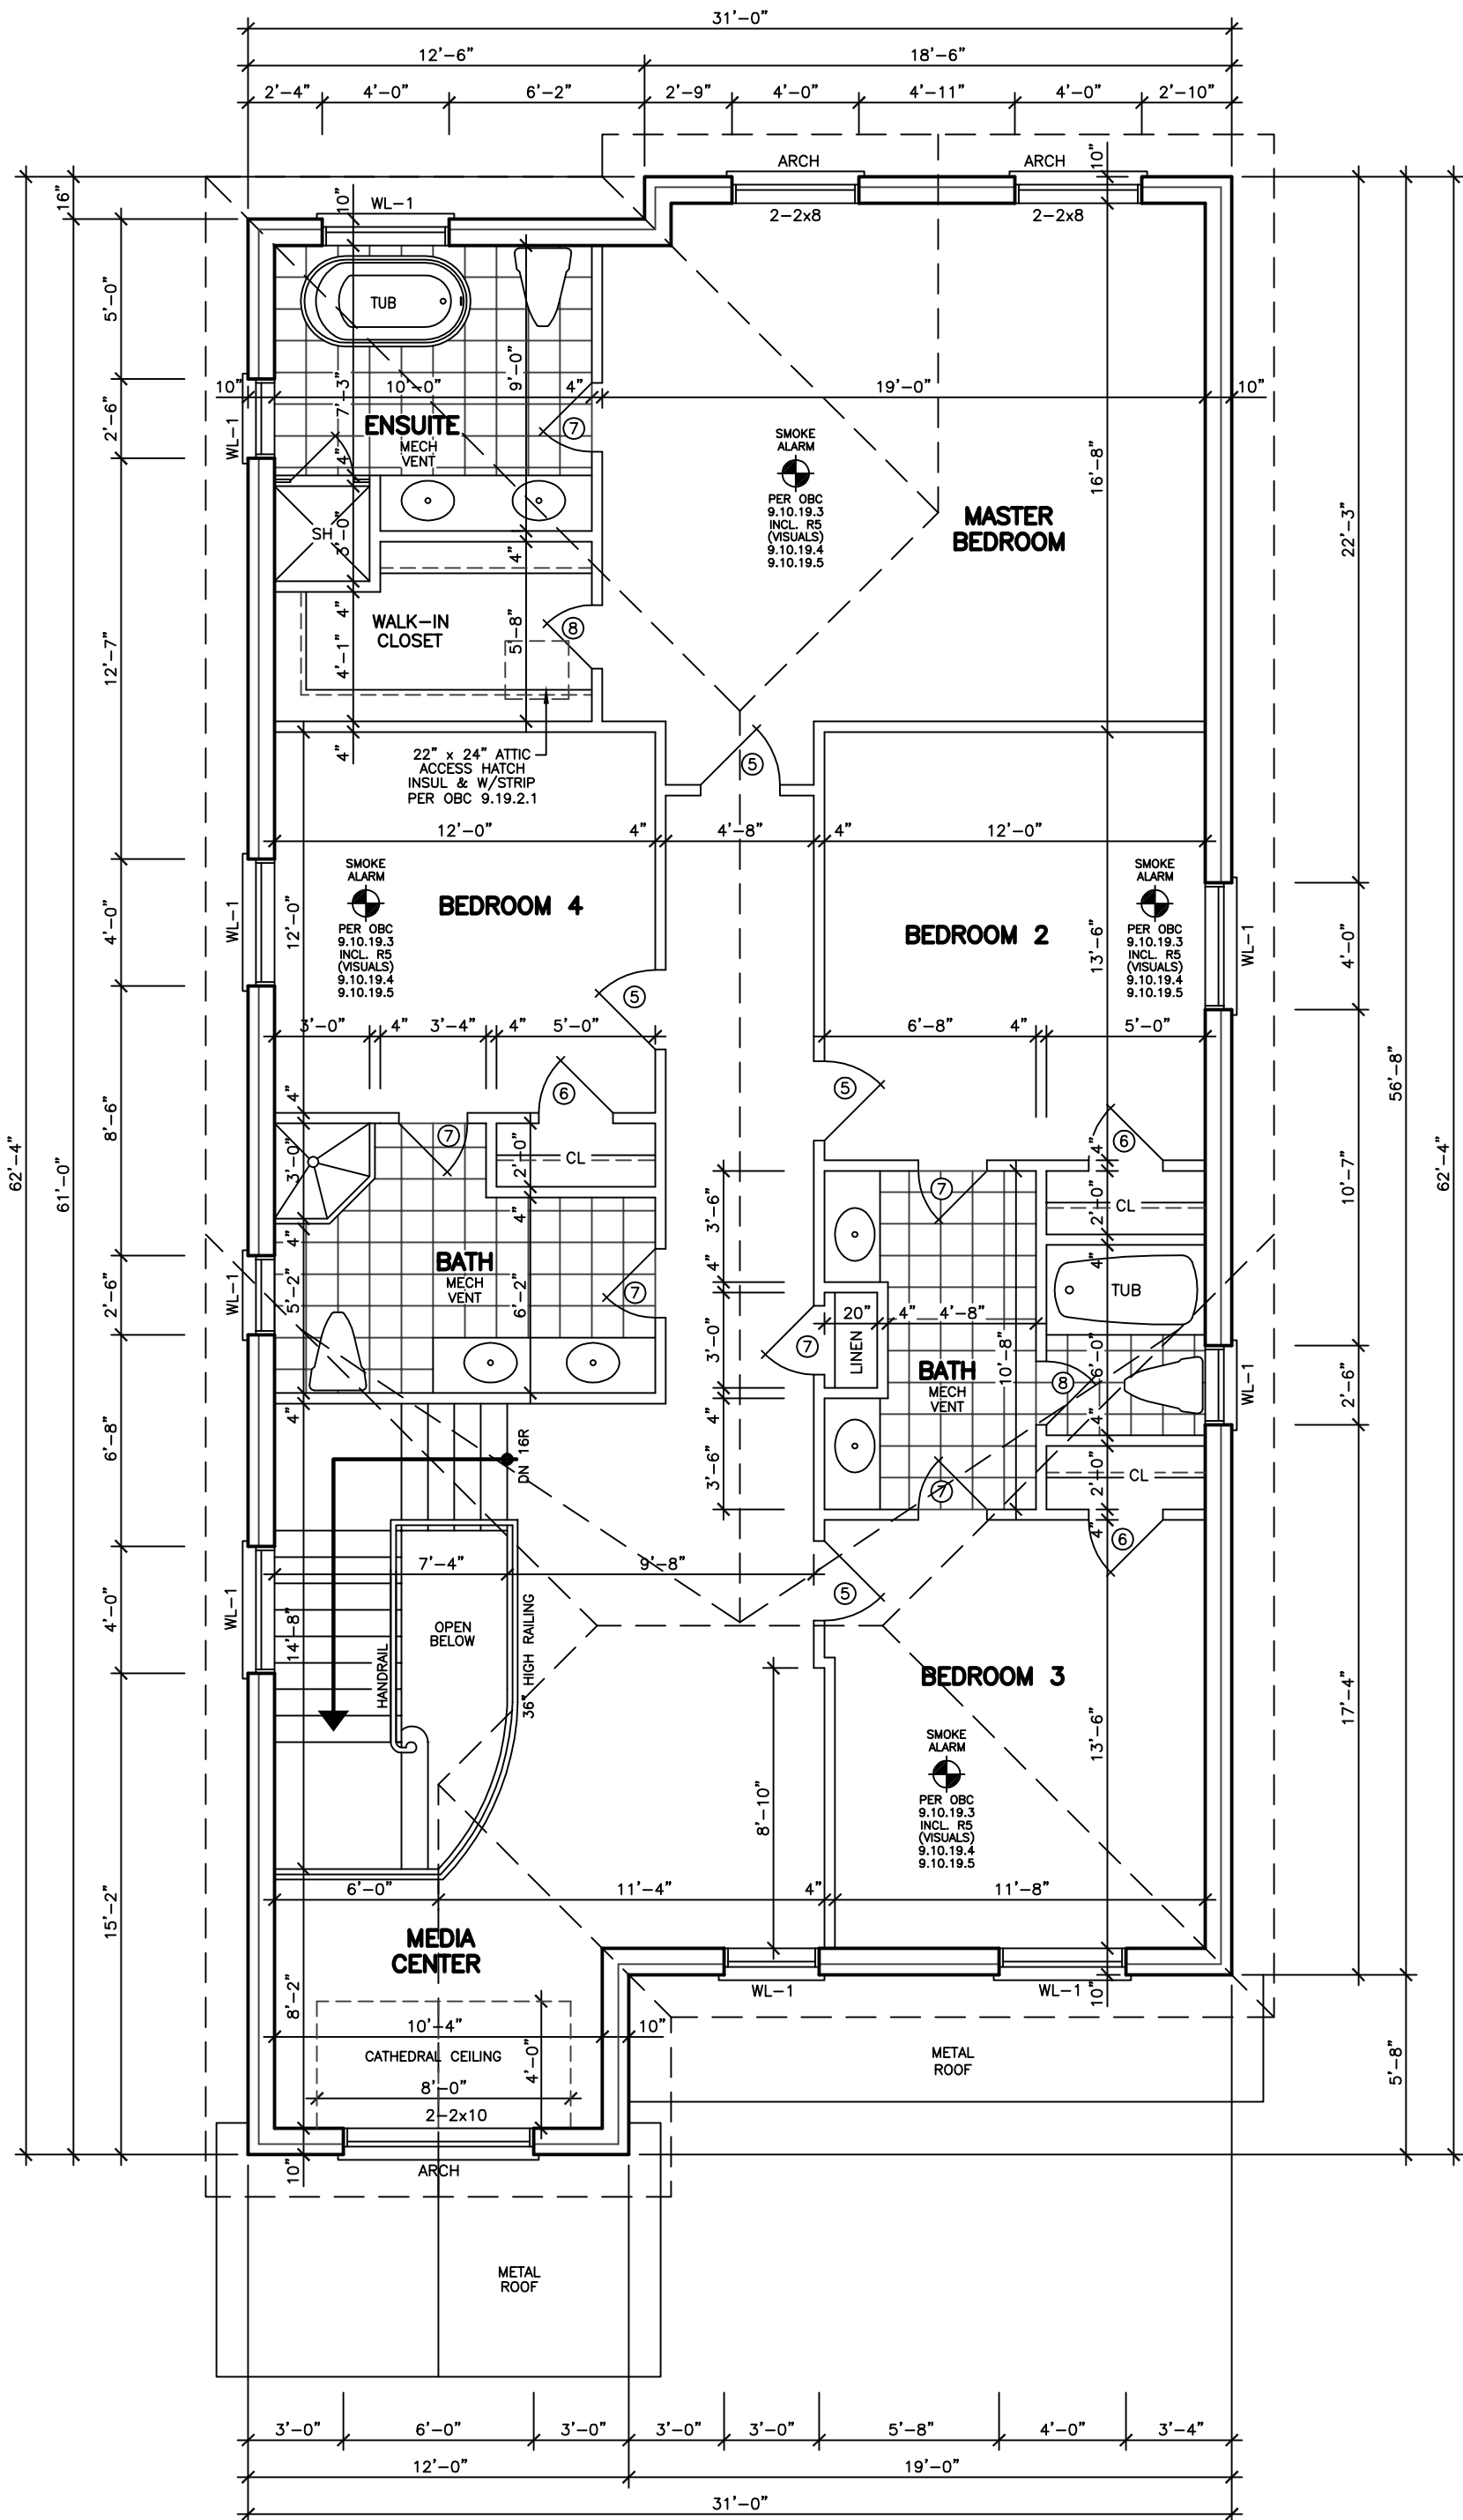 31'-0"
12'-6" 18'-6"
2'-4" 4'-0" 6'-2" 2'-9" 4'-0" 4'-11" 4'-0" 2'-10"
ARCH ARCH
10"
16"
WL-1
10"
2-2x8 2-2x8
TUB
5'-0"
9'-0"
7'-3"
10" 10'-0" 4" 19'-0" 10"
2'-6"
WL-1
ENSUITE
MECH
VENT
7
4"
SMOKE
ALARM
PER OBC
9.10.19.3
INCL. R5
(VISUALS)
9.10.19.4
9.10.19.5
16'-8"
MASTER
BEDROOM
22'-3"
SH
3'-0"
4"
4"
WALK-IN
CLOSET
8
5'-8"
4'-1"
12'-7"
4"
22" x 24" ATTIC
ACCESS HATCH
INSUL & W/STRIP
PER OBC 9.19.2.1
5
12'-0" 4" 4'-8" 4" 12'-0"
SMOKE
ALARM
PER OBC
9.10.19.3
INCL. R5
(VISUALS)
9.10.19.4
9.10.19.5
BEDROOM 4
12'-0"
4'-0"
WL-1
BEDROOM 2
13'-6"
SMOKE
ALARM
PER OBC
9.10.19.3
INCL. R5
(VISUALS)
9.10.19.4
9.10.19.5
WL-1
4'-0"
5
3'-0" 4" 3'-4" 4" 5'-0" 6'-8" 4" 5'-0"
56'-8"
6
5
4"
8'-6"
62'-4"
61'-0"
7
2'-0"
CL
3'-0"
4"
6
4"
7
2'-0"
CL
3'-6"
10'-7"
62'-4"
4"
4"
BATH
MECH
VENT
5'-2"
6'-2"
7
2'-6"
WL-1
4"
4"
TUB
20" 4" 4'-8"
3'-0"
7
LINEN
BATH
MECH
VENT
10'-8"
6'-0"
8
WL-1
2'-6"
4"
4"
4"
DN 16R
6'-8"
3'-6"
7
2'-0"
CL
4"
6
7'-4" 9'-8"
5
4'-0"
WL-1
14'-8"
HANDRAIL
OPEN
BELOW
36" HIGH RAILING
BEDROOM 3
17'-4"
SMOKE
ALARM
PER OBC
9.10.19.3
INCL. R5
(VISUALS)
9.10.19.4
9.10.19.5
13'-6"
8'-10"
6'-0" 11'-4" 4" 11'-8"
15'-2"
MEDIA
CENTER
WL-1 WL-1
10"
8'-2"
10'-4" 10"
CATHEDRAL CEILING
4'-0"
8'-0"
2-2x10
METAL
ROOF
5'-8"
ARCH
10"
METAL
ROOF
3'-0" 6'-0" 3'-0" 3'-0" 3'-0" 5'-8" 4'-0" 3'-4"
12'-0" 19'-0"
31'-0"